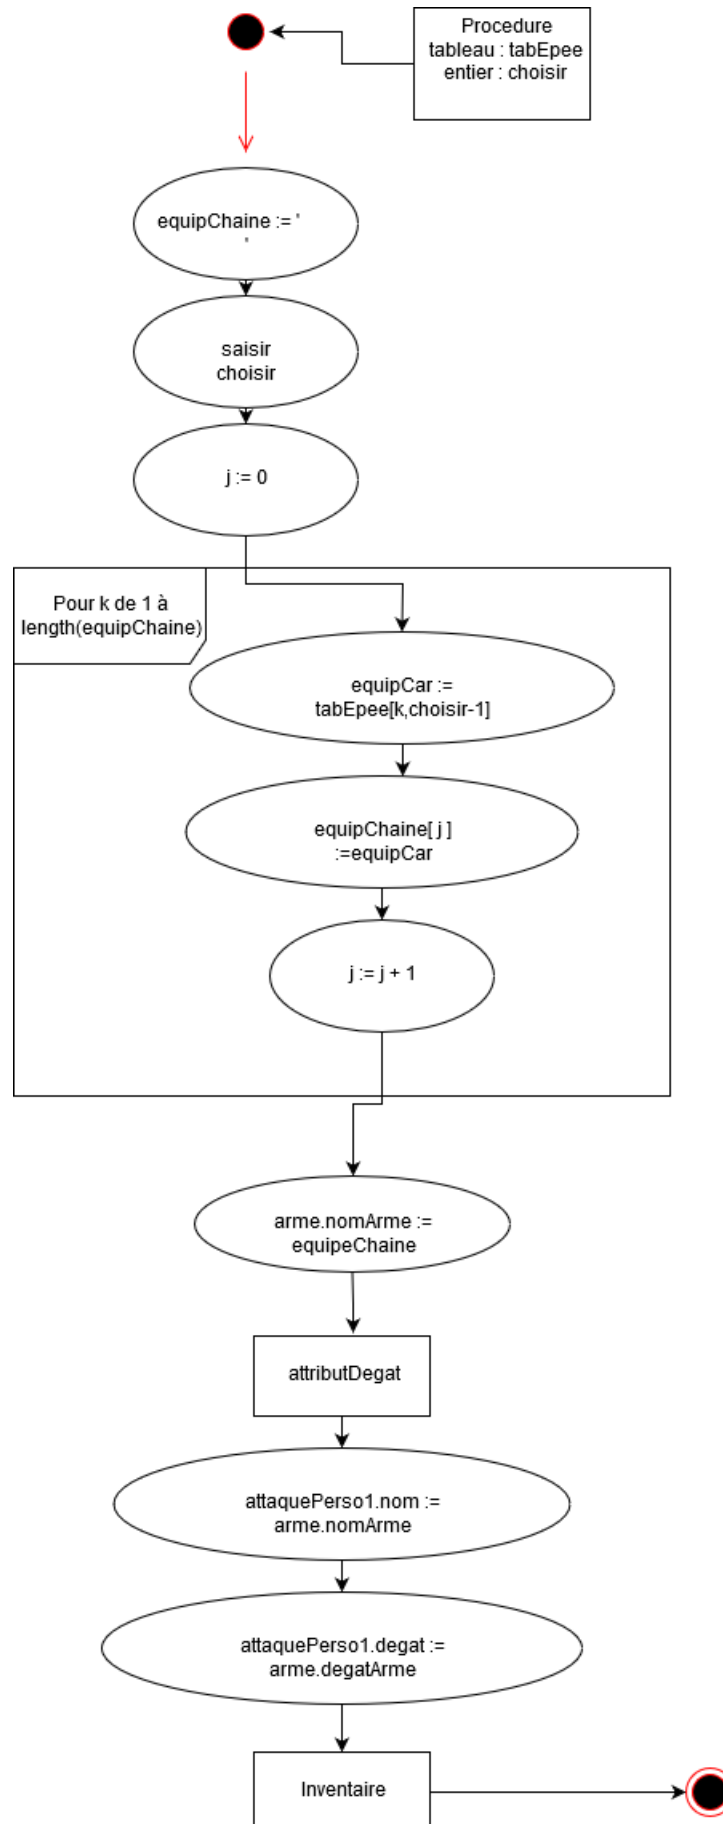 Procedure
tableau : tabEpee
entier : choisir
equipChaine := '
'
saisir
choisir
j := 0
Pour k de 1 à
length(equipChaine)
equipCar :=
tabEpee[k,choisir-1]
equipChaine[ j ]
:=equipCar
j := j + 1
arme.nomArme :=
equipeChaine
attributDegat
attaquePerso1.nom :=
arme.nomArme
attaquePerso1.degat :=
arme.degatArme
Inventaire